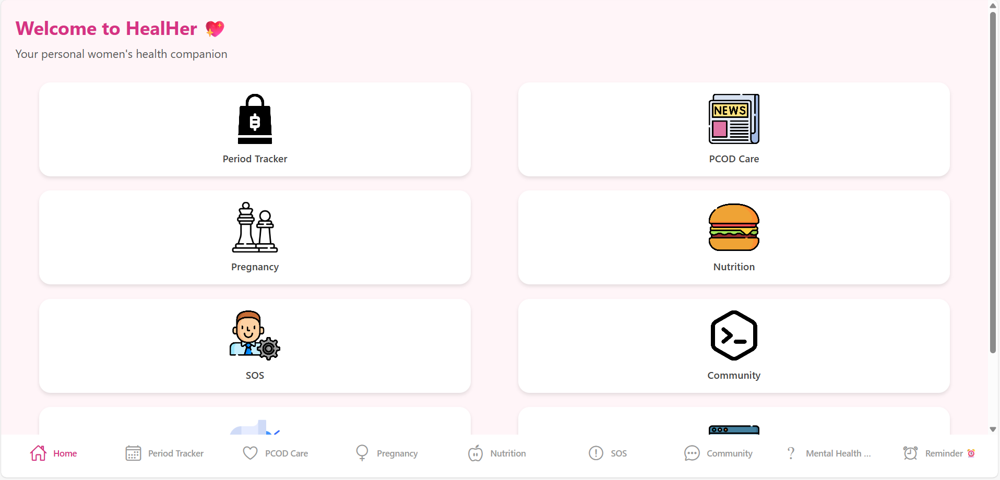 Welcome to HealHer 💖
Your personal women's health companion
Period Tracker
NEWS
PCOD Care
Pregnancy
Nutrition
SOS
Community
Home
Period Tracker
PCOD Care
Pregnancy
Nutrition
SOS
Community
Mental Health ...
Reminder ⏰